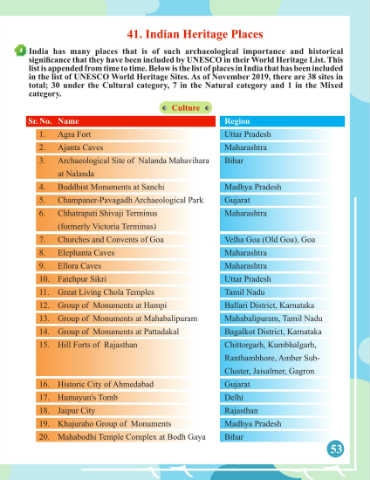 41. Indian Heritage Places
India has many places that is of such archaeological importance and historical
significance that they have been included by UNESCO in their World Heritage List. This
list is appended from time to time. Below is the list of places in India that has been included
in the list of UNESCO World Heritage Sites. As of November 2019, there are 38 sites in
total; 30 under the Cultural category, 7 in the Natural category and 1 in the Mixed
category.
Culture
Sr. No. Name Region
1. Agra Fort Uttar Pradesh
2. Ajanta Caves Maharashtra
3. Archaeological Site of Nalanda Mahavihara Bihar
at Nalanda
4. Buddhist Monuments at Sanchi Madhya Pradesh
5. Champaner-Pavagadh Archaeological Park Gujarat
6. Chhatrapati Shivaji Terminus Maharashtra
(formerly Victoria Terminus)
7. Churches and Convents of Goa Velha Goa (Old Goa), Goa
8. Elephanta Caves Maharashtra
9. Ellora Caves Maharashtra
10. Fatehpur Sikri Uttar Pradesh
11. Great Living Chola Temples Tamil Nadu
12. Group of Monuments at Hampi Ballari District, Karnataka
13. Group of Monuments at Mahabalipuram Mahabalipuram, Tamil Nadu
14. Group of Monuments at Pattadakal Bagalkot District, Karnataka
15. Hill Forts of Rajasthan Chittorgarh, Kumbhalgarh,
Ranthambhore, Amber Sub-
Cluster, Jaisalmer, Gagron
16. Historic City of Ahmedabad Gujarat
17. Humayun's Tomb Delhi
18. Jaipur City Rajasthan
19. Khajuraho Group of Monuments Madhya Pradesh
20. Mahabodhi Temple Complex at Bodh Gaya Bihar
53